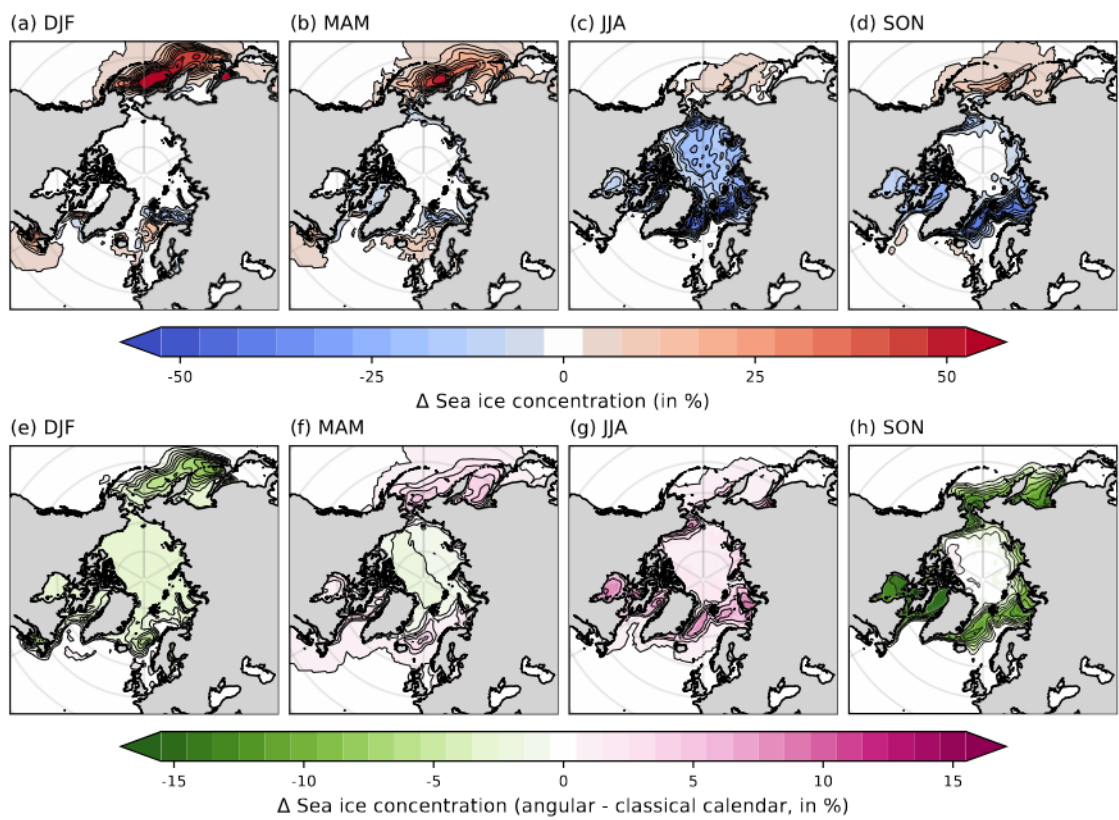 (a) DJF
(b) MAM
(c) JJA
(d) SON
-50 -25 0 25 50
Δ Sea ice concentration (in %)
(e) DJF
(f) MAM
(g) JJA
(h) SON
-15 -10 -5 0 5 10 15
Δ Sea ice concentration (angular - classical calendar, in %)